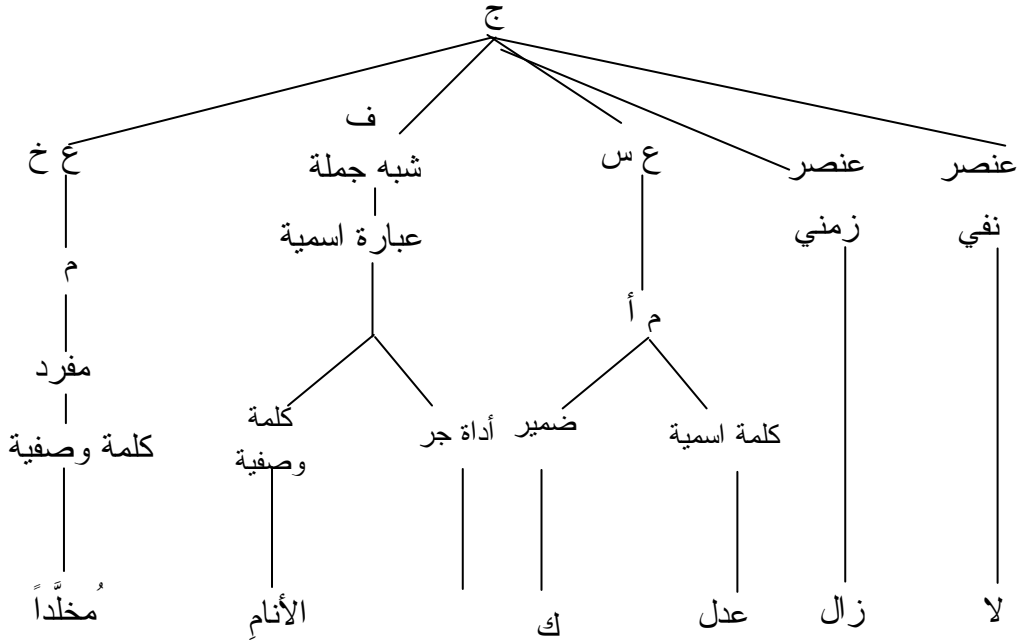 ج
عنصر عنصر ع س ف ع خ
نفي زمني شبه جملة
عبارة اسمية م
م أ
مفرد
كلمة اسمية ضمير أداة جر كلمة وصفية كلمة وصفية
لا زال عدل ك الأنامِ مُخلَّداً